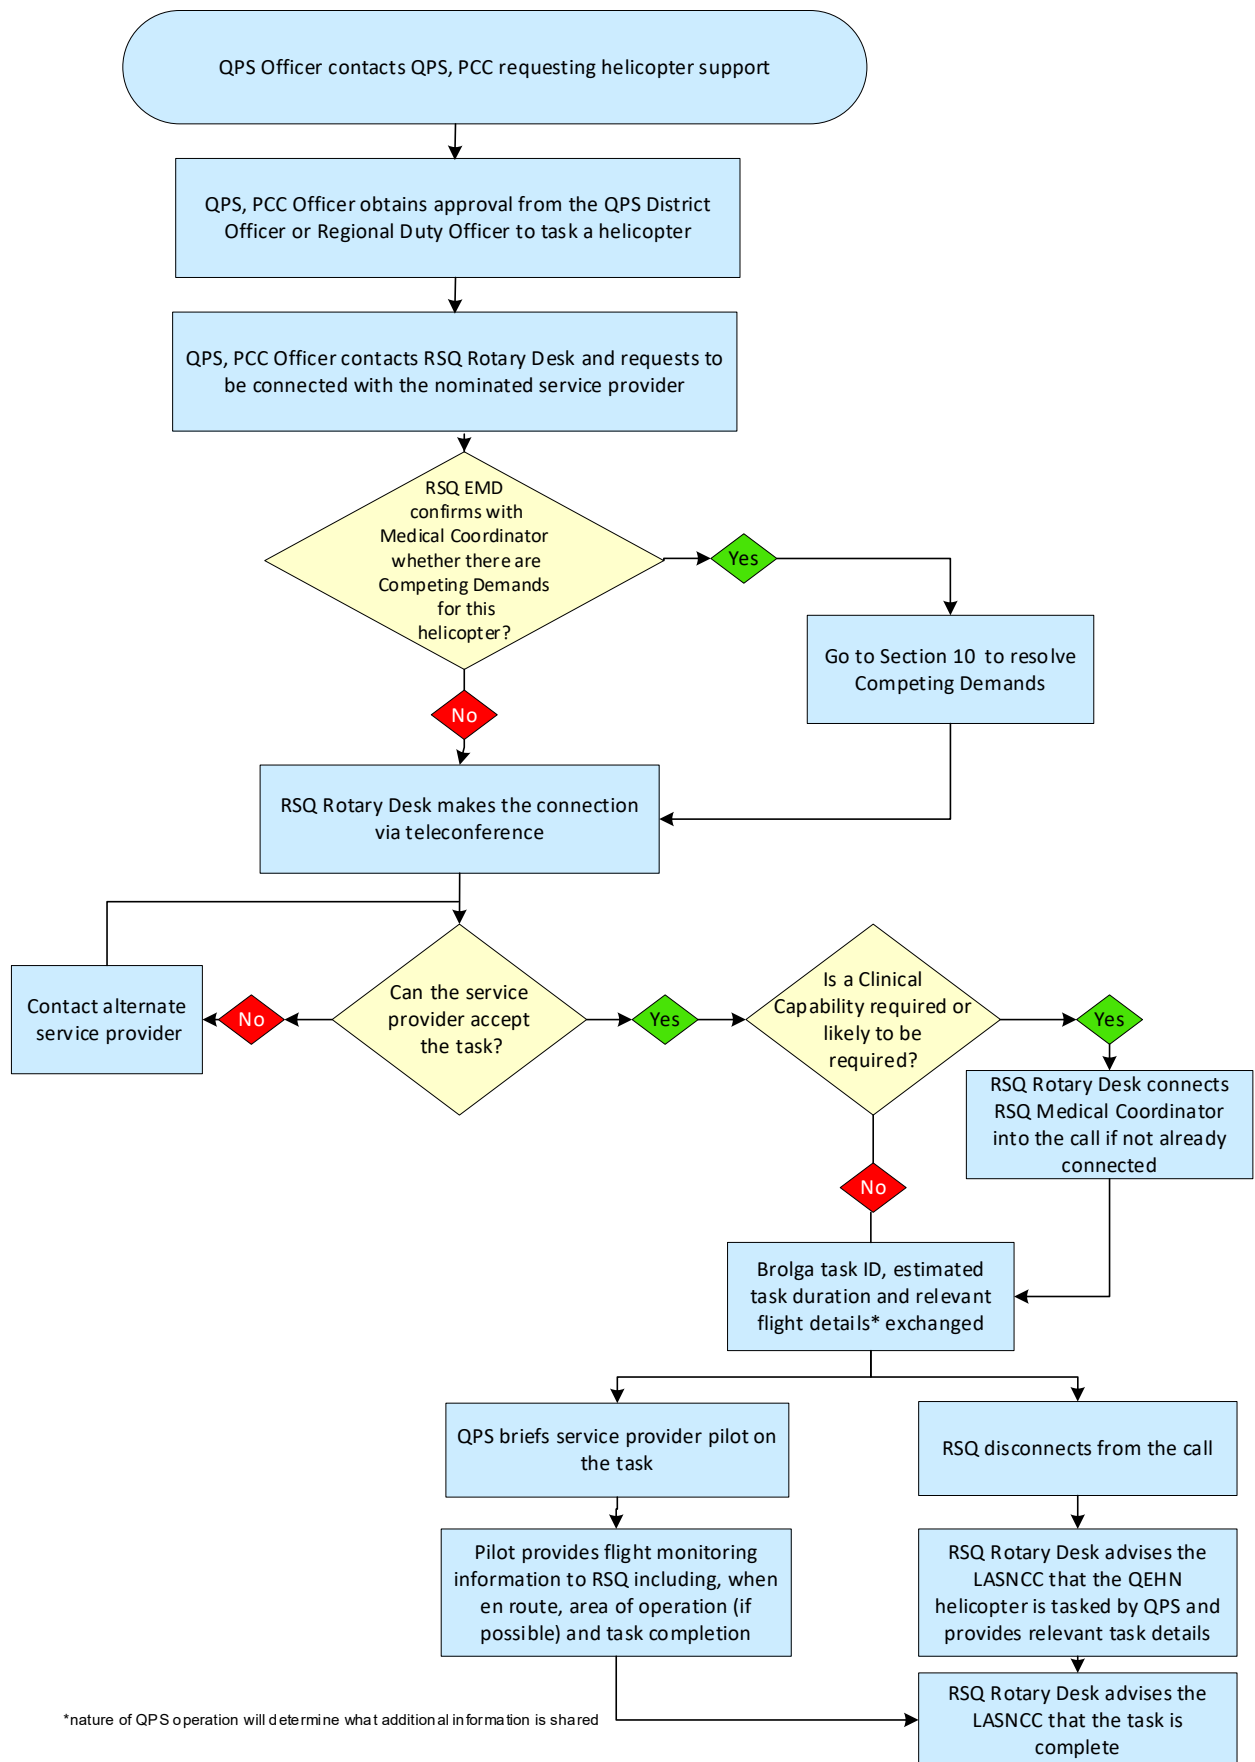 QPS Officer contacts QPS, PCC requesting helicopter support
QPS, PCC Officer obtains approval from the QPS District
Officer or Regional Duty Officer to task a helicopter
QPS, PCC Officer contacts RSQ Rotary Desk and requests to
be connected with the nominated service provider
RSQ EMD
confirms with
Medical Coordinator
whether there are
Competing Demands
for this
helicopter?
Yes
Go to Section 10 to resolve
Competing Demands
No
RSQ Rotary Desk makes the connection
via teleconference
Contact alternate
service provider
No
Can the service
provider accept
the task?
Yes
Is a Clinical
Capability required or
likely to be
required?
Yes
RSQ Rotary Desk connects
RSQ Medical Coordinator
into the call if not already
connected
No
Brolga task ID, estimated
task duration and relevant
flight details* exchanged
QPS briefs service provider pilot on
the task
RSQ disconnects from the call
Pilot provides flight monitoring
information to RSQ including, when
en route, area of operation (if
possible) and task completion
RSQ Rotary Desk advises the
LASNCC that the QEHN
helicopter is tasked by QPS and
provides relevant task details
RSQ Rotary Desk advises the
LASNCC that the task is
complete
*nature of QPS operation will determine what additional information is shared